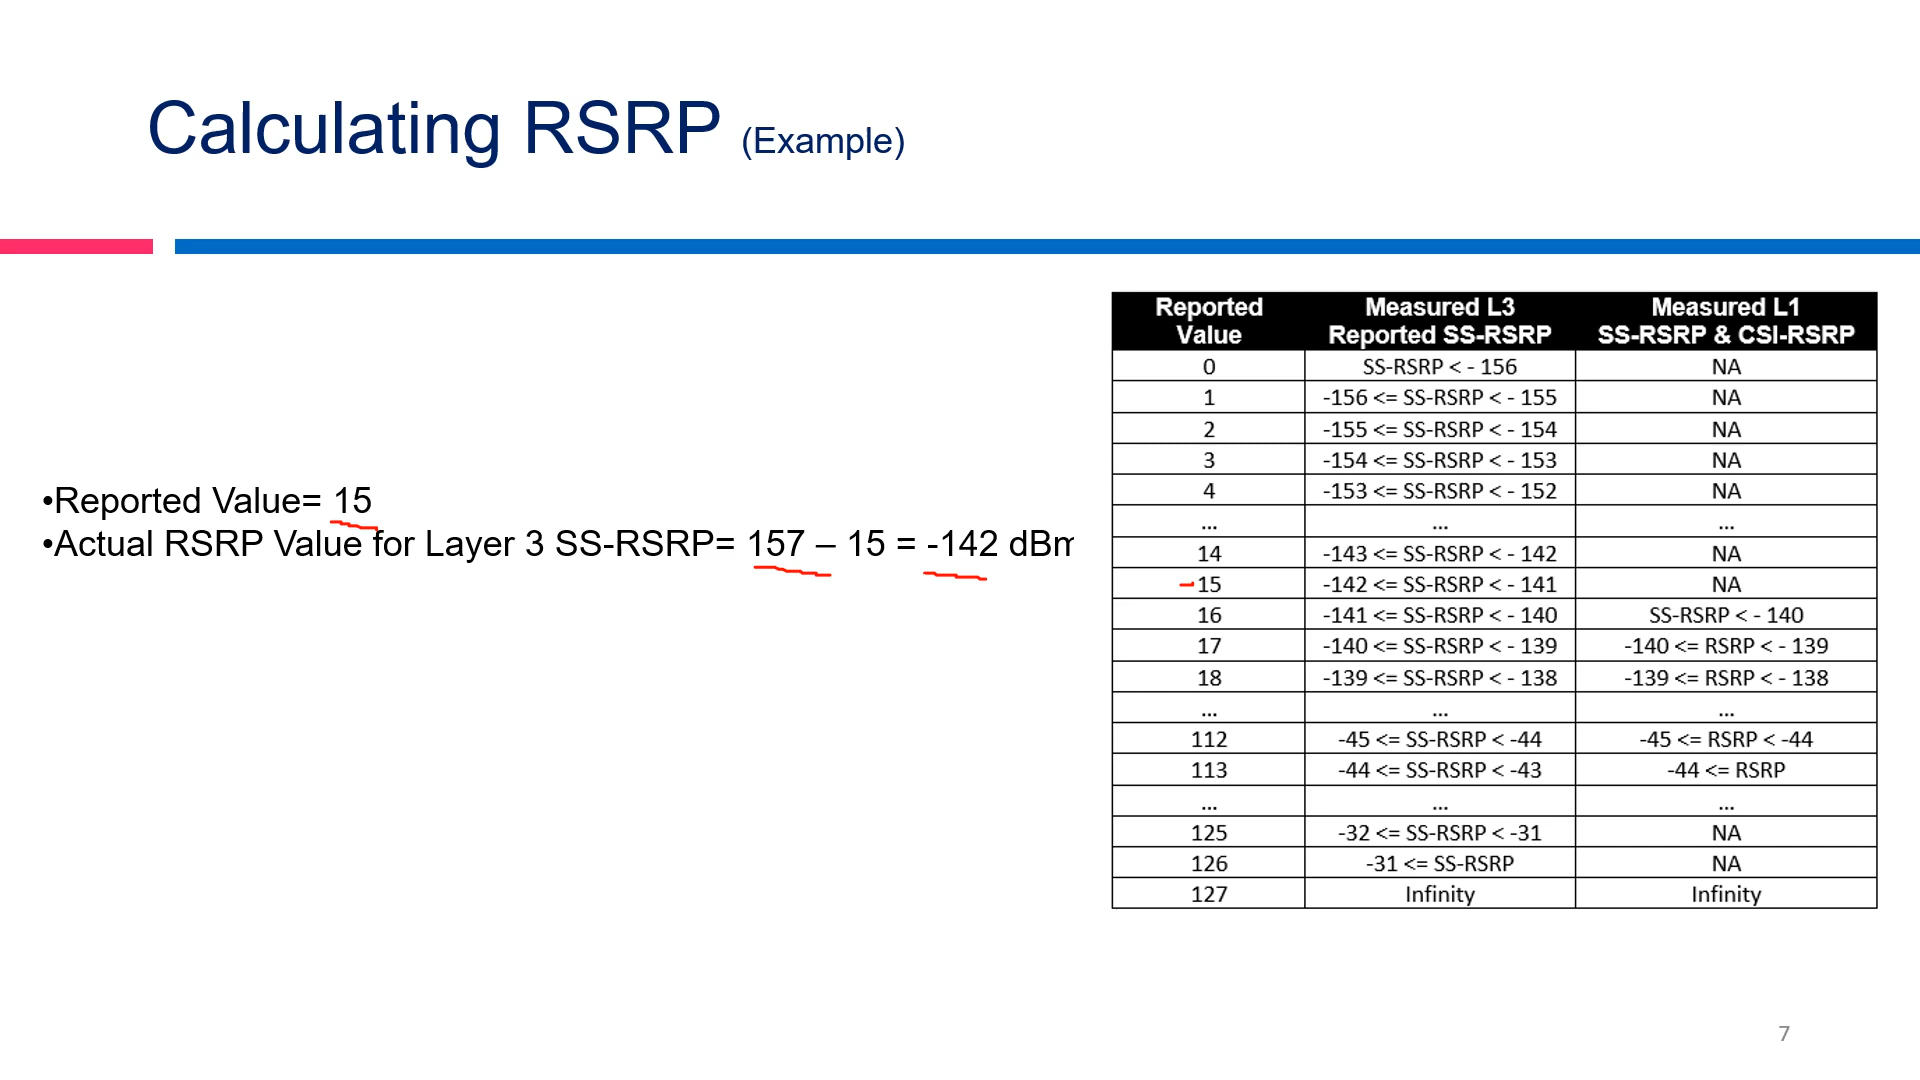 Calculating RSRP (Example)
•Reported Value= 15
•Actual RSRP Value for Layer 3 SS-RSRP= 157 – 15 = -142 dBm
Reported Value | Measured L3 Reported SS-RSRP | Measured L1 SS-RSRP & CSI-RSRP
0 | SS-RSRP < - 156 | NA
1 | -156 <= SS-RSRP < - 155 | NA
2 | -155 <= SS-RSRP < - 154 | NA
3 | -154 <= SS-RSRP < - 153 | NA
4 | -153 <= SS-RSRP < - 152 | NA
... | ... | ...
14 | -143 <= SS-RSRP < - 142 | NA
15 | -142 <= SS-RSRP < - 141 | NA
16 | -141 <= SS-RSRP < - 140 | SS-RSRP < - 140
17 | -140 <= SS-RSRP < - 139 | -140 <= RSRP < - 139
18 | -139 <= SS-RSRP < - 138 | -139 <= RSRP < - 138
... | ... | ...
112 | -45 <= SS-RSRP < -44 | -45 <= RSRP < -44
113 | -44 <= SS-RSRP < -43 | -44 <= RSRP
... | ... | ...
125 | -32 <= SS-RSRP < -31 | NA
126 | -31 <= SS-RSRP | NA
127 | Infinity | Infinity
7